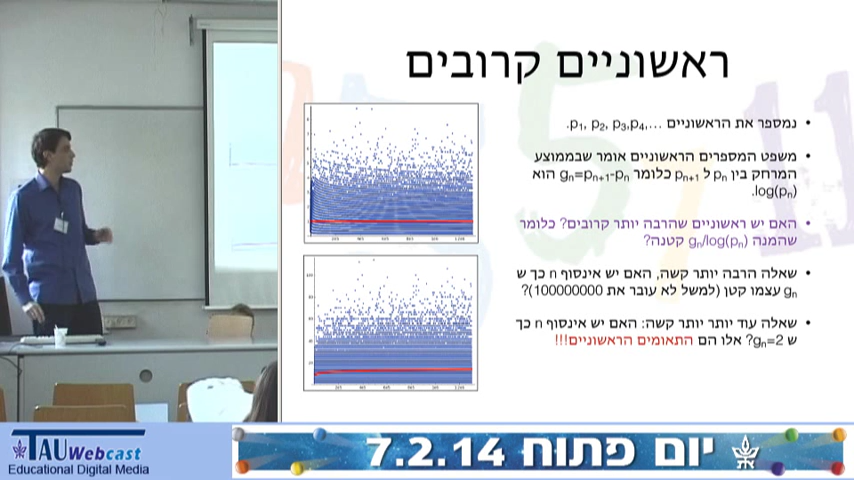 ראשוניים קרובים
• נמספר את הראשוניים p₁, p₂, p₃,p₄,….
• משפט המספרים הראשוניים אומר שבממוצע
המרחק בין pₙ ל pₙ₊₁ כלומר gₙ=pₙ₊₁-pₙ הוא
log(pₙ).
• האם יש ראשוניים שהרבה יותר קרובים? כלומר
שהמנה gₙ/log(pₙ) קטנה?
• שאלה הרבה יותר קשה, האם יש אינסוף n כך ש
gₙ עצמו קטן (למשל לא עובר את 100000000)?
• שאלה עוד יותר יותר קשה: האם יש אינסוף n כך
ש gₙ=2? אלו הם התאומים הראשוניים!!!
TAU Webcast
Educational Digital Media
יום פתוח 7.2.14